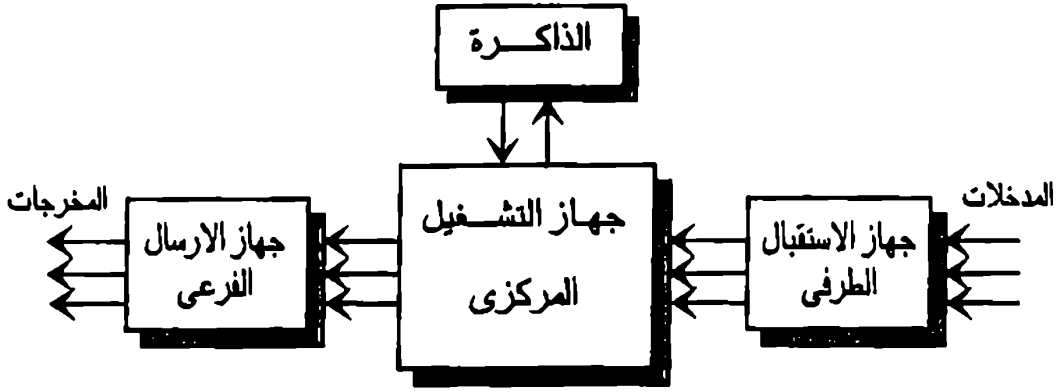 الذاكرة
المدخلات
جهاز الاستقبال
الطرفى
جهاز التشغيل
المركزى
جهاز الارسال
الفرعى
المخرجات